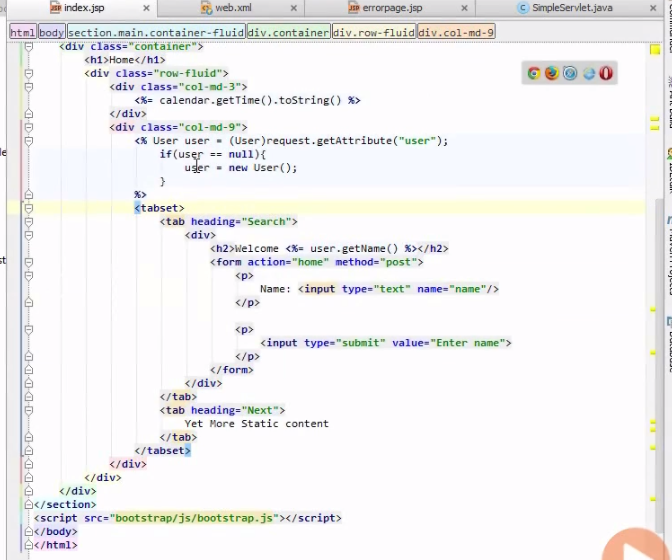 index.jsp
web.xml
errorpage.jsp
SimpleServlet.java
html body section.main.container-fluid div.container div.row-fluid div.col-md-9
<div class="container">
<h1>Home</h1>
<div class="row-fluid">
<div class="col-md-3">
<%= calendar.getTime().toString() %>
</div>
<div class="col-md-9">
<% User user = (User)request.getAttribute("user");
if(user == null){
user = new User();
}
%>
<tabset>
<tab heading="Search">
<div>
<h2>Welcome <%= user.getName() %></h2>
<form action="home" method="post">
<p>
Name: <input type="text" name="name"/>
</p>
<p>
<input type="submit" value="Enter name">
</p>
</form>
</div>
</tab>
<tab heading="Next">
Yet More Static content
</tab>
</tabset>
</div>
</div>
</div>
</section>
<script src="bootstrap/js/bootstrap.js"></script>
</body>
</html>